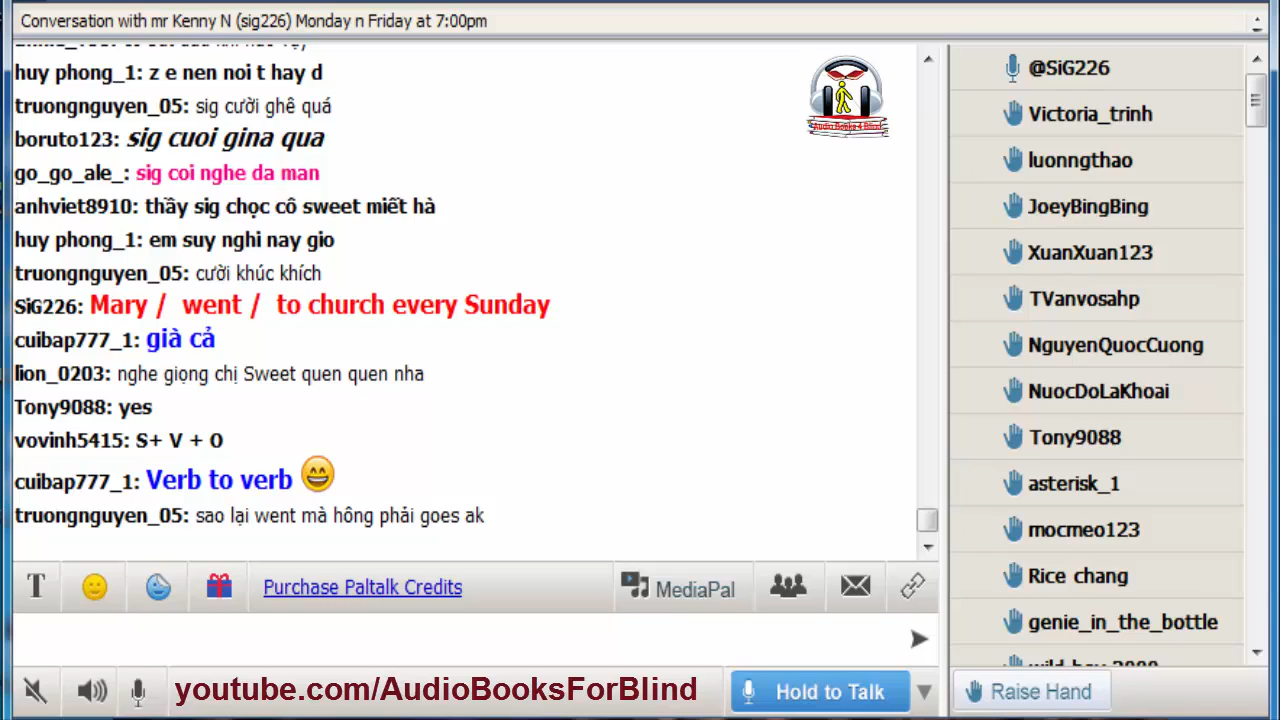 Conversation with mr Kenny N (sig226) Monday n Friday at 7:00pm
huy phong_1: z e nen noi t hay d
truongnguyen_05: sig cười ghê quá
boruto123: sig cuoi gina qua
go_go_ale_: sig coi nghe da man
anhviet8910: thầy sig chọc cô sweet miết hà
huy phong_1: em suy nghi nay gio
truongnguyen_05: cười khúc khích
SiG226: Mary / went / to church every Sunday
cuibap777_1: già cả
lion_0203: nghe giọng chị Sweet quen quen nha
Tony9088: yes
vovinh5415: S+ V + O
cuibap777_1: Verb to verb
truongnguyen_05: sao lại went mà hông phải goes ak
Audio Books 4 Blind
T
Purchase Paltalk Credits
MediaPal
youtube.com/AudioBooksForBlind
Hold to Talk
@SiG226
Victoria_trinh
luonngthao
JoeyBingBing
XuanXuan123
TVanvosahp
NguyenQuocCuong
NuocDoLaKhoai
Tony9088
asterisk_1
mocmeo123
Rice chang
genie_in_the_bottle
Raise Hand